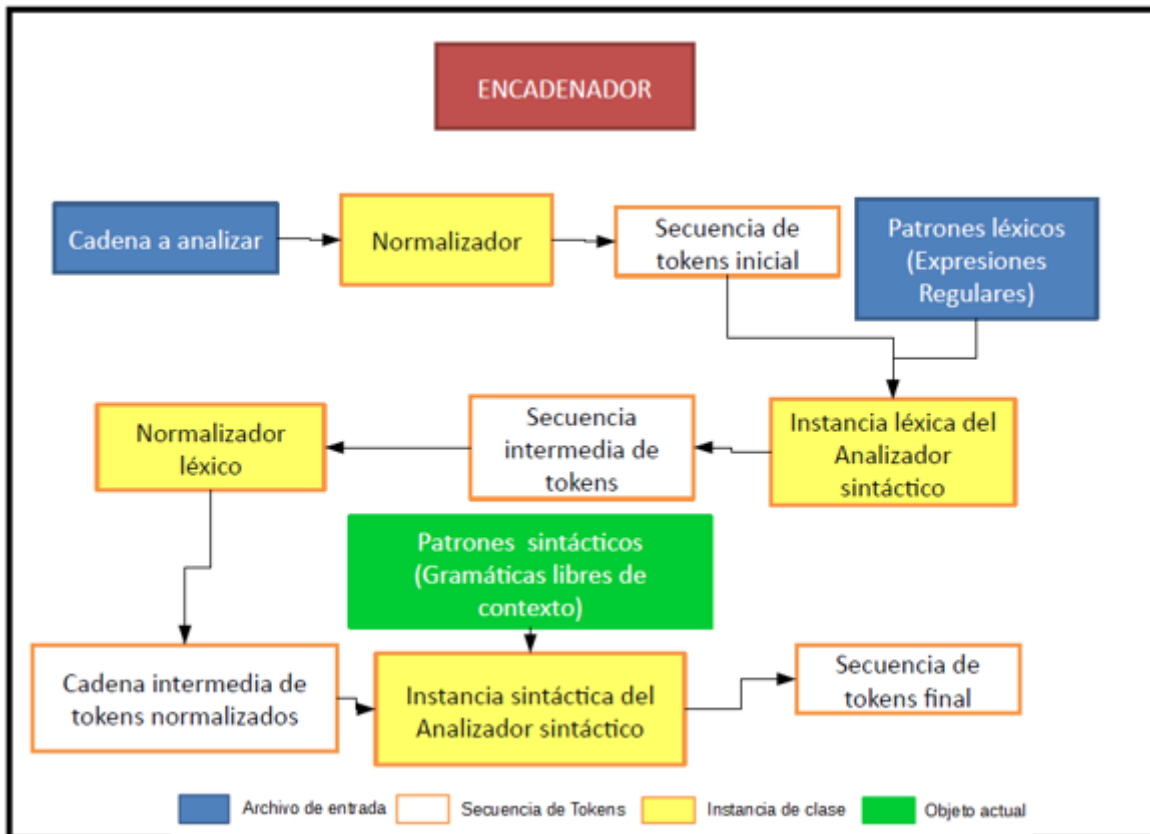 ENCADENADOR
Cadena a analizar
Normalizador
Secuencia de
tokens inicial
Patrones léxicos
(Expresiones
Regulares)
Normalizador
léxico
Secuencia
intermedia de
tokens
Instancia léxica del
Analizador
sintáctico
Patrones sintácticos
(Gramáticas libres de
contexto)
Cadena intermedia de
tokens normalizados
Instancia sintáctica del
Analizador sintáctico
Secuencia de
tokens final
Archivo de entrada
Secuencia de Tokens
Instancia de clase
Objeto actual